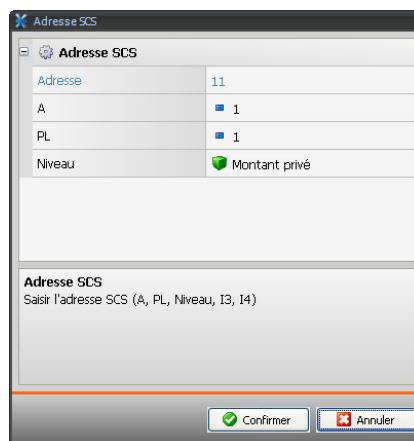 Adresse SCS
Adresse SCS
Adresse 11
A 1
PL 1
Niveau Montant privé
Adresse SCS
Saisir l'adresse SCS (A, PL, Niveau, I3, I4)
Confirmer Annuler